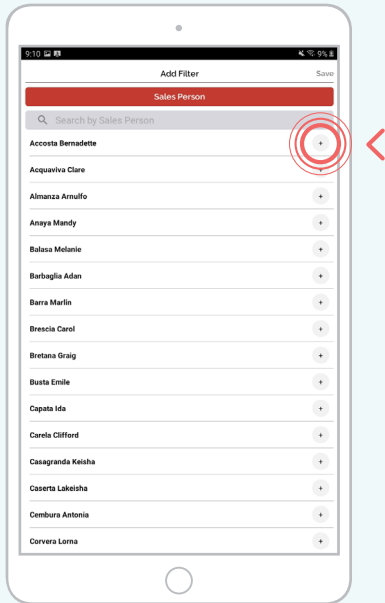 9:10 9%
Add Filter Save
Sales Person
Search by Sales Person
Accosta Bernadette +
Acquaviva Clare +
Almanza Arnulfo +
Anaya Mandy +
Balasa Melanie +
Barbaglia Adan +
Barra Marlin +
Brescia Carol +
Bretana Graig +
Busta Emile +
Capata Ida +
Carela Clifford +
Casagranda Keisha +
Caserta Lakeisha +
Cembura Antonia +
Corvera Lorna +